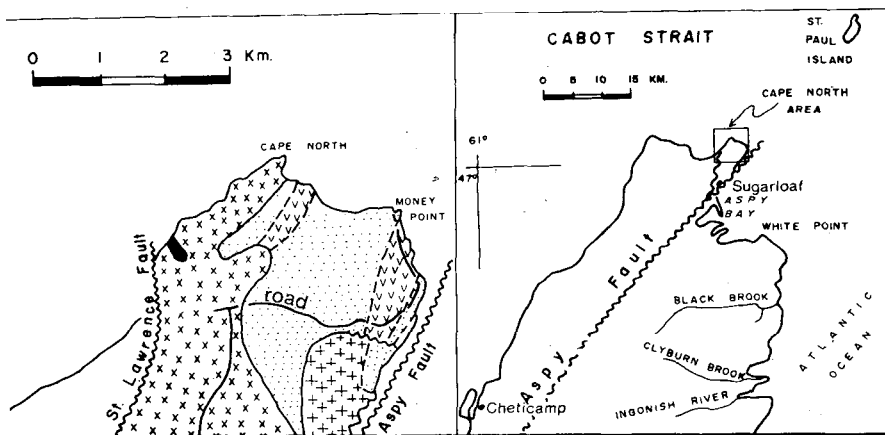 0 1 2 3 Km.
CAPE NORTH
MONEY
POINT
St. Lawrence Fault
road
Aspy Fault
CABOT STRAIT
ST.
PAUL
ISLAND
0 5 10 15 KM.
CAPE NORTH
AREA
61°
47°
Sugarloaf
ASPY
BAY
WHITE POINT
Aspy Fault
BLACK BROOK
CLYBURN BROOK
INGONISH RIVER
Cheticamp
ATLANTIC
OCEAN